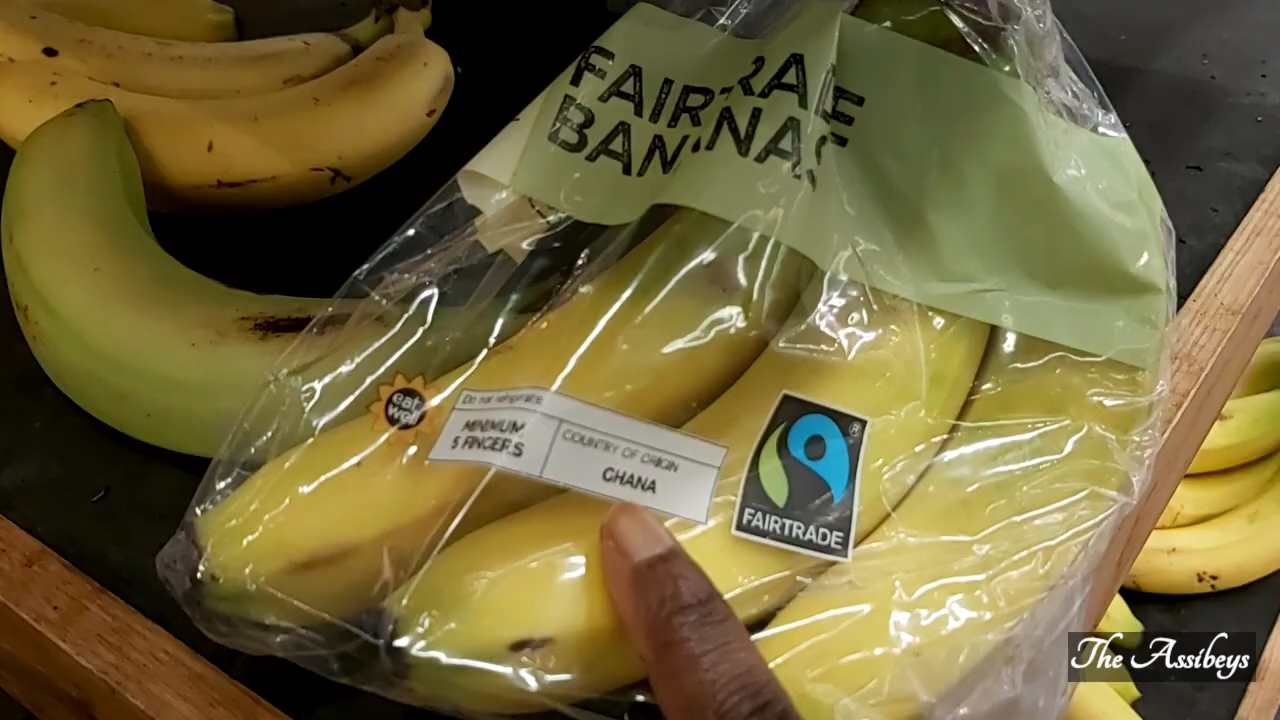 FAIRTRADE
BANANAS
eat
well
Do not refrigerate
MINIMUM
5 FINGERS
COUNTRY OF ORIGIN
GHANA
®
FAIRTRADE
The Assibeys